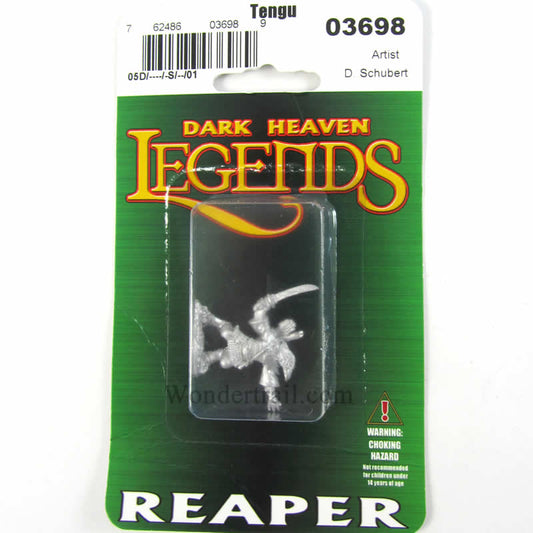 Tengu
03698
7 62486 03698 9
05D/----/-S/--/01
Artist
D Schubert
DARK HEAVEN
LEGENDS
Wondertrail.com
WARNING:
CHOKING
HAZARD
Not recommended
for children under
14 years of age
REAPER